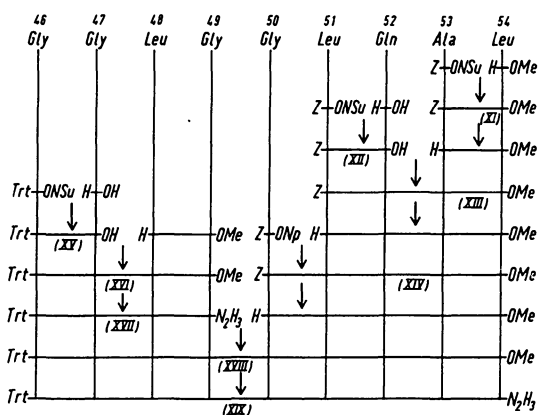 46 47 48 49 50 51 52 53 54
Gly Gly Leu Gly Gly Leu Gln Ala Leu
Z ONSu H OMe
Z ONSu H OH Z OMe
(XI)
Z OH H OMe
(XII)
Trt ONSu H OH Z OMe
(XIII)
Trt OH H OMe Z ONp H OMe
(XV)
Trt OMe Z OMe
(XVI) (XIV)
Trt N₂H₃ H OMe
(XVII)
Trt OMe
(XVIII)
Trt N₂H₃
(XIX)